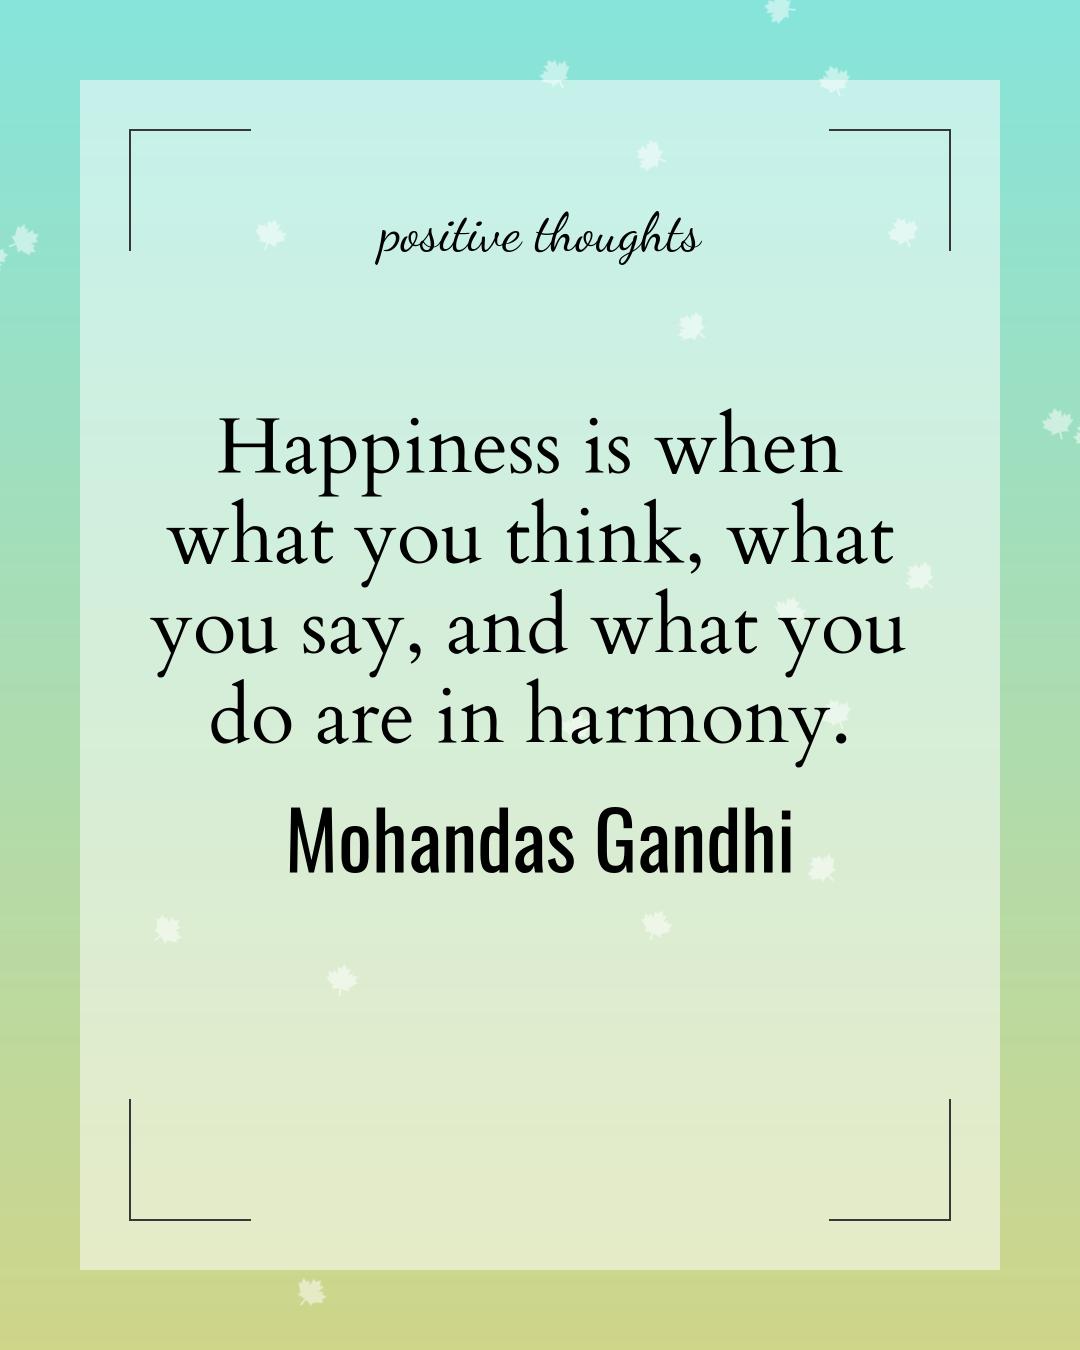 positive thoughts
Happiness is when
what you think, what
you say, and what you
do are in harmony.
Mohandas Gandhi